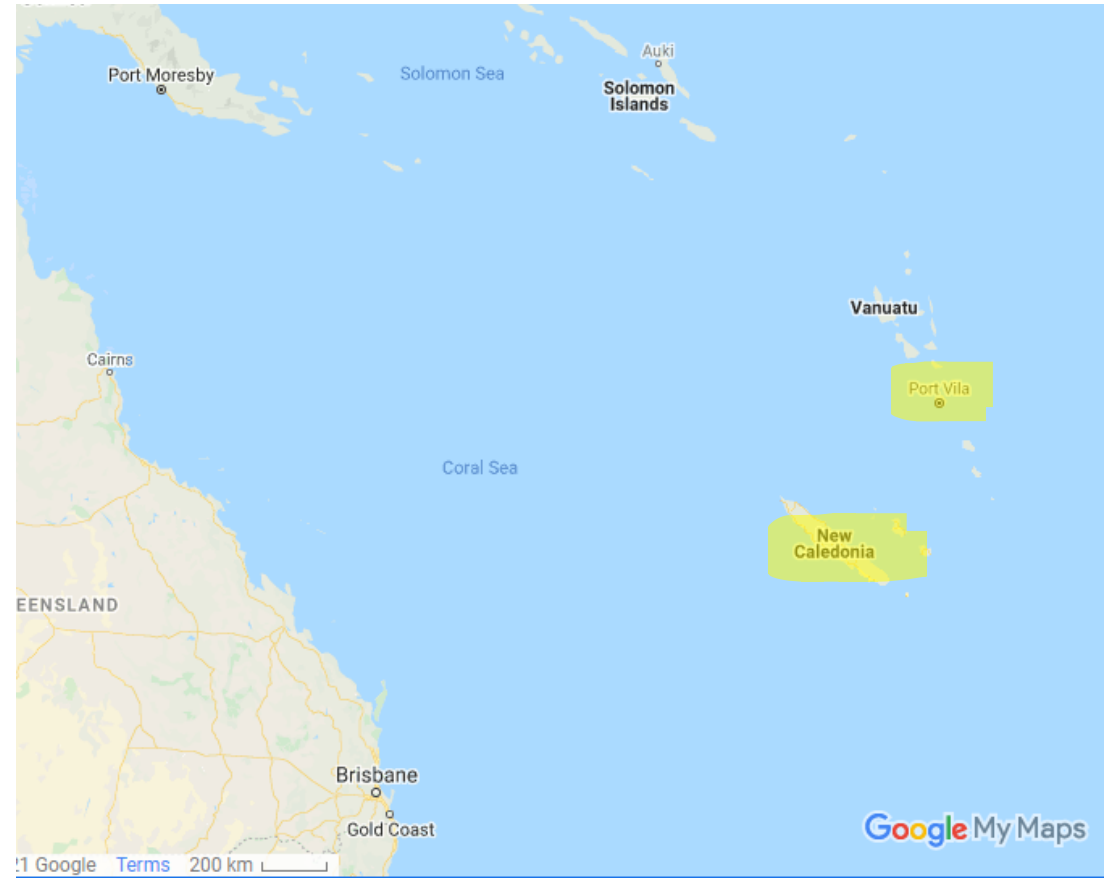 Auki
Port Moresby
Solomon Sea
Solomon
Islands
Vanuatu
Cairns
Port Vila
Coral Sea
New
Caledonia
EENSLAND
Brisbane
Gold Coast
Google My Maps
21 Google Terms 200 km